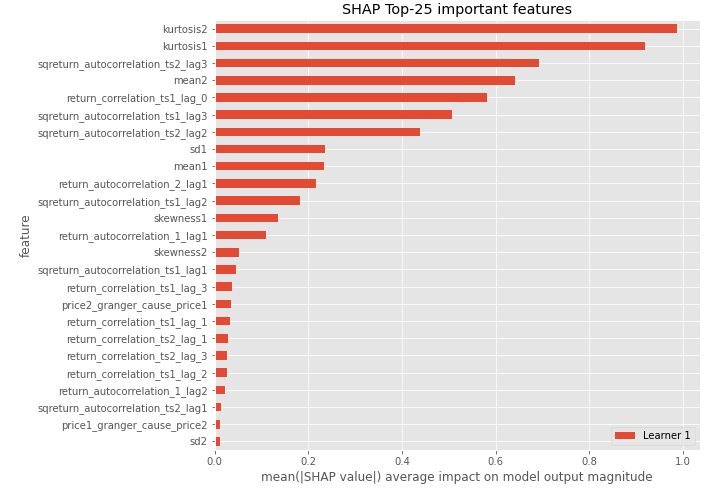 SHAP Top-25 important features
kurtosis2
kurtosis1
sqreturn_autocorrelation_ts2_lag3
mean2
return_correlation_ts1_lag_0
sqreturn_autocorrelation_ts1_lag3
sqreturn_autocorrelation_ts2_lag2
sd1
mean1
return_autocorrelation_2_lag1
sqreturn_autocorrelation_ts1_lag2
skewness1
return_autocorrelation_1_lag1
skewness2
sqreturn_autocorrelation_ts1_lag1
return_correlation_ts1_lag_3
price2_granger_cause_price1
return_correlation_ts1_lag_1
return_correlation_ts2_lag_1
return_correlation_ts2_lag_3
return_correlation_ts1_lag_2
return_autocorrelation_1_lag2
sqreturn_autocorrelation_ts2_lag1
price1_granger_cause_price2
sd2
feature
Learner 1
0.0 0.2 0.4 0.6 0.8 1.0
mean(|SHAP value|) average impact on model output magnitude